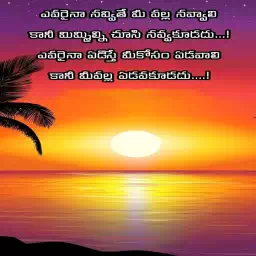 ఎవరైనా నవ్వితే మీ వల్ల నవ్వాలి
కానీ మిమ్మల్ని చూసి నవ్వకూడదు...!
ఎవరైనా ఏడిస్తే మీకోసం ఏడవాలి
కానీ మీవల్ల ఏడవకూడదు....!